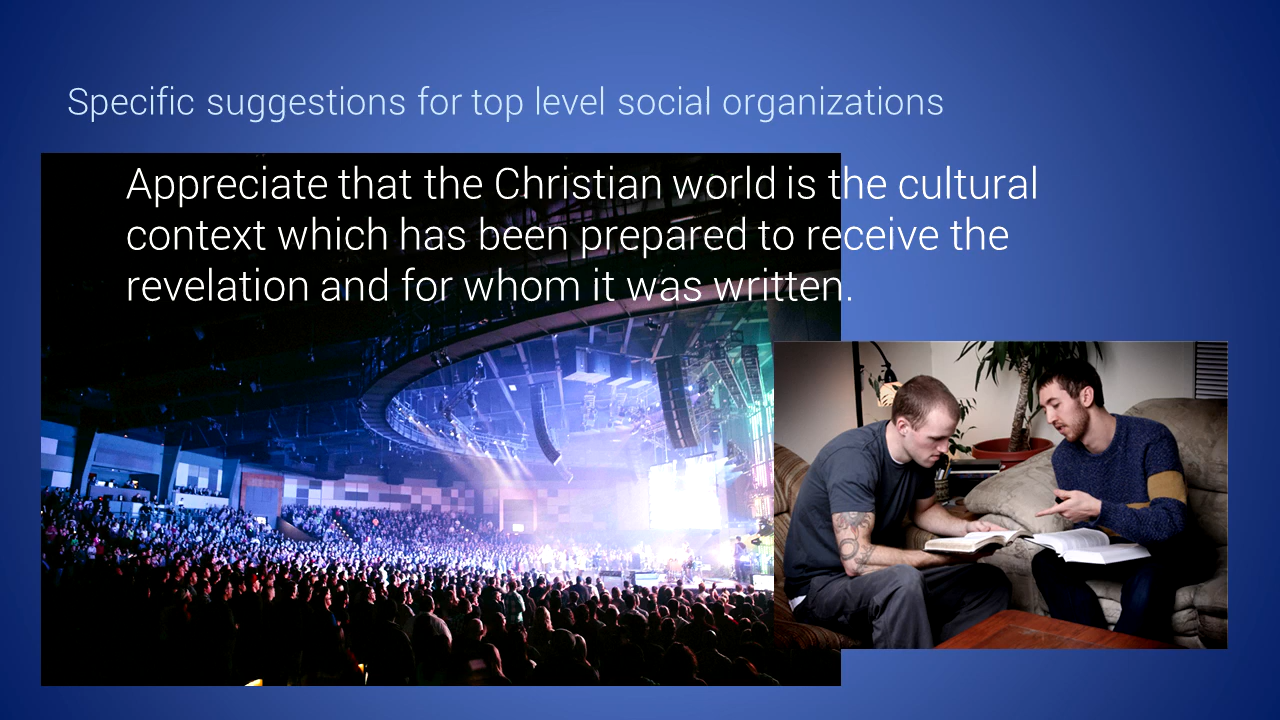 Specific suggestions for top level social organizations
Appreciate that the Christian world is the cultural
context which has been prepared to receive the
revelation and for whom it was written.